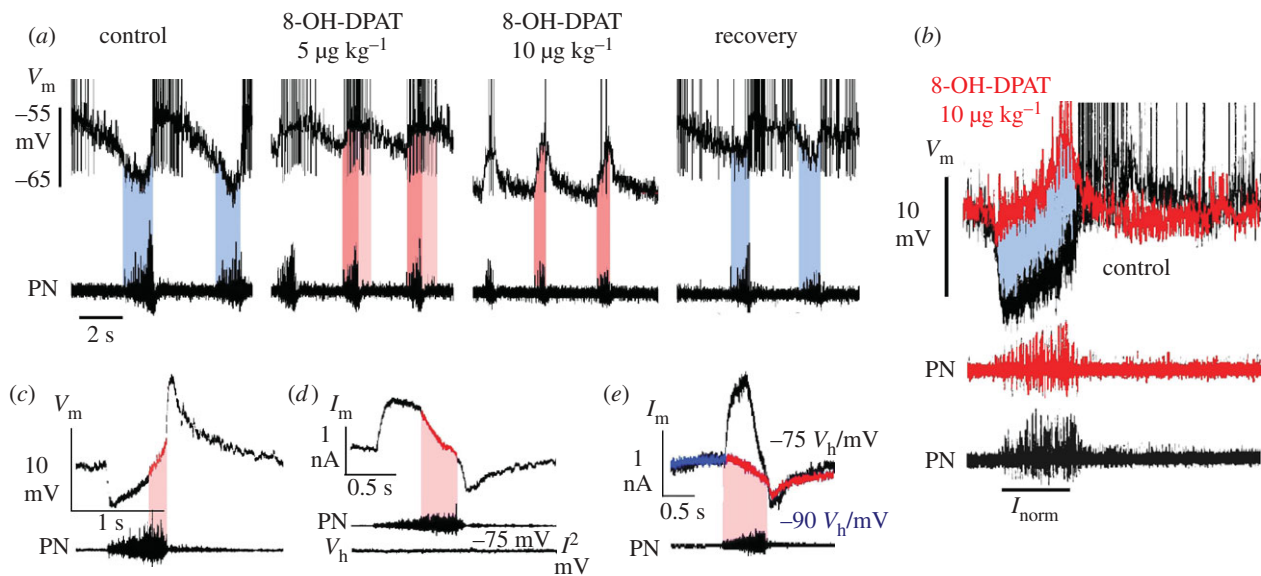 (a)
control
8-OH-DPAT
5 µg kg–1
8-OH-DPAT
10 µg kg–1
recovery
Vm
–55
mV
–65
PN
2 s
(b)
8-OH-DPAT
10 µg kg–1
Vm
10
mV
control
PN
PN
Inorm
(c)
Vm
10
mV
1 s
PN
(d)
Im
1
nA
0.5 s
PN
–75 mV
Vh
I2
mV
(e)
Im
1
nA
0.5 s
–75 Vh/mV
–90 Vh/mV
PN